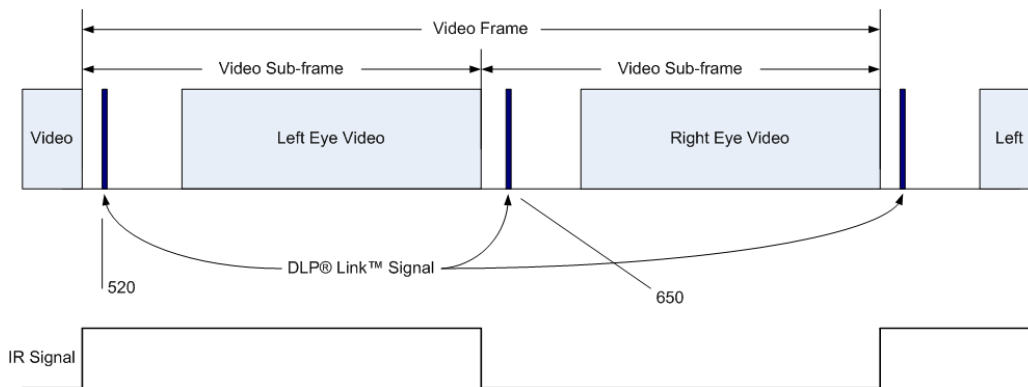 Video Frame
Video Sub-frame
Video Sub-frame
Video
Left Eye Video
Right Eye Video
Left
DLP® Link™ Signal
520
650
IR Signal